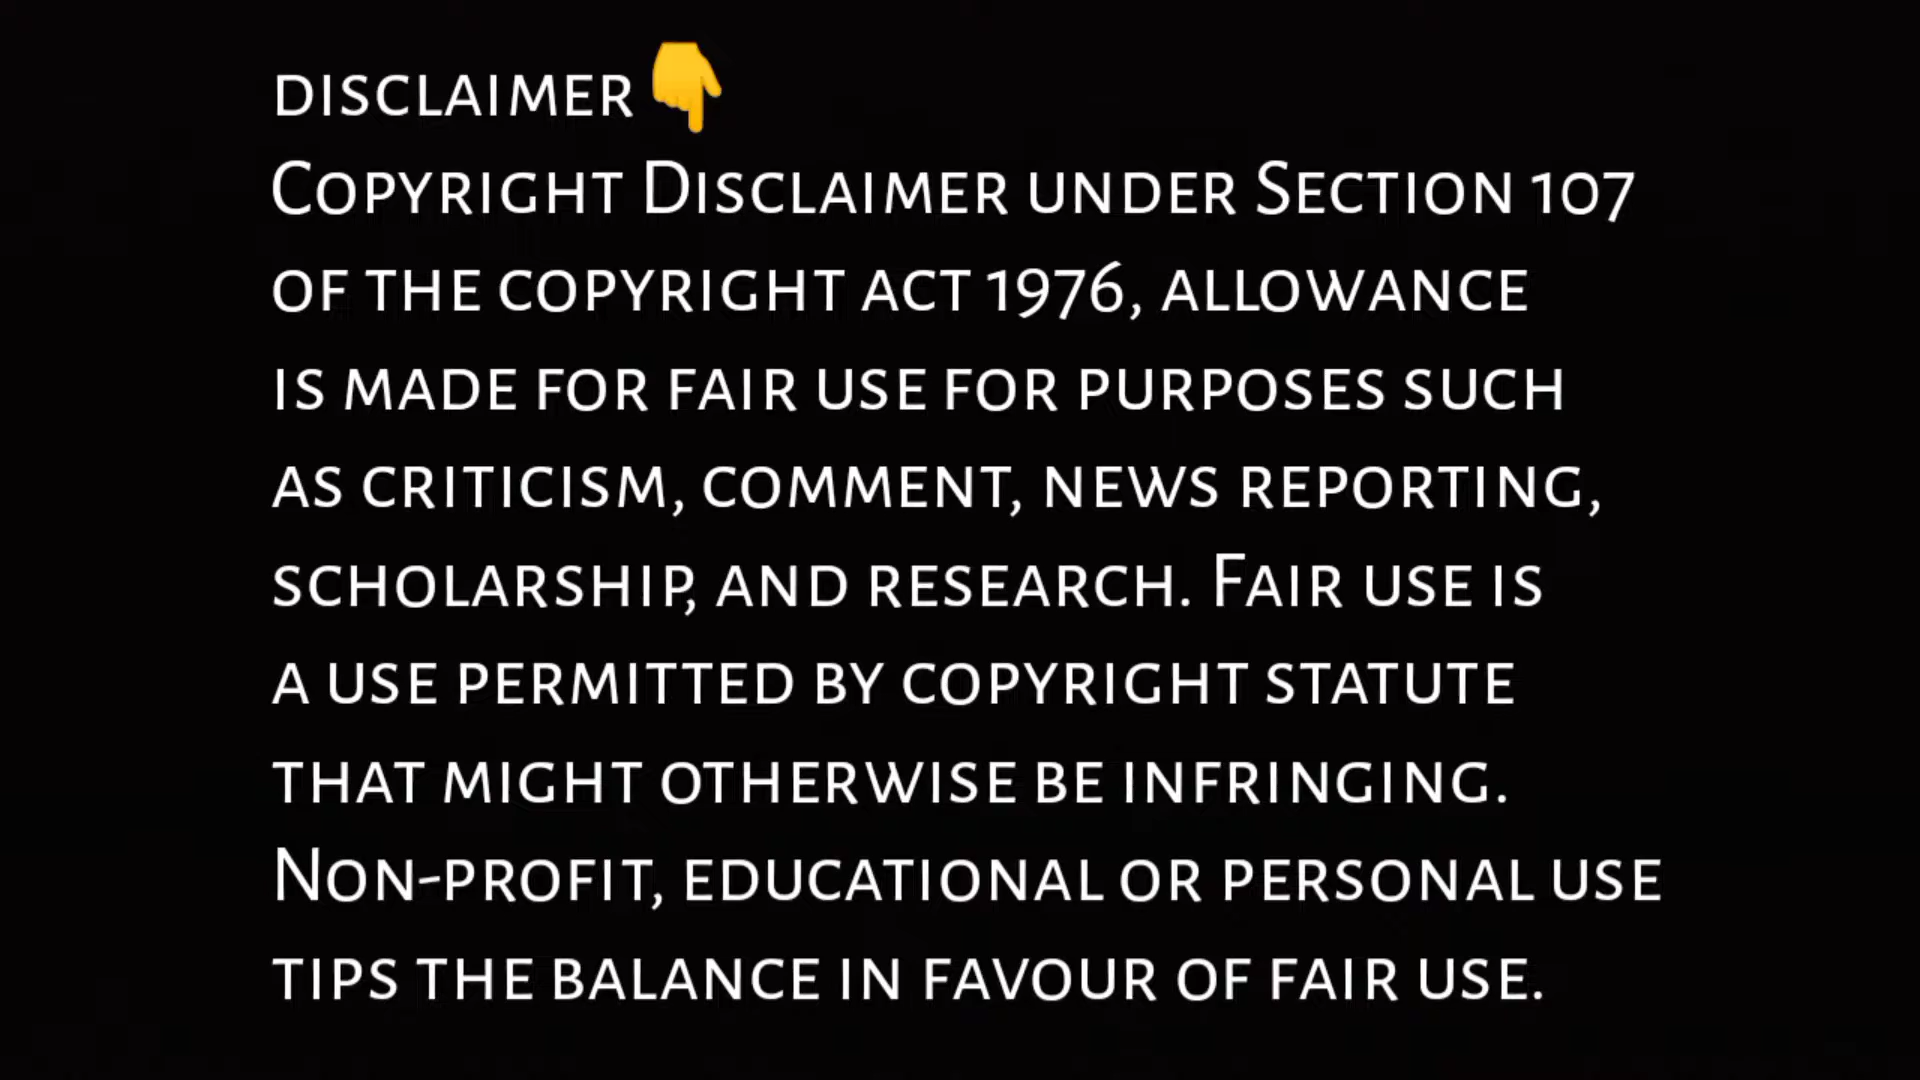 DISCLAIMER👇
COPYRIGHT DISCLAIMER UNDER SECTION 107
OF THE COPYRIGHT ACT 1976, ALLOWANCE
IS MADE FOR FAIR USE FOR PURPOSES SUCH
AS CRITICISM, COMMENT, NEWS REPORTING,
SCHOLARSHIP, AND RESEARCH. FAIR USE IS
A USE PERMITTED BY COPYRIGHT STATUTE
THAT MIGHT OTHERWISE BE INFRINGING.
NON-PROFIT, EDUCATIONAL OR PERSONAL USE
TIPS THE BALANCE IN FAVOUR OF FAIR USE.